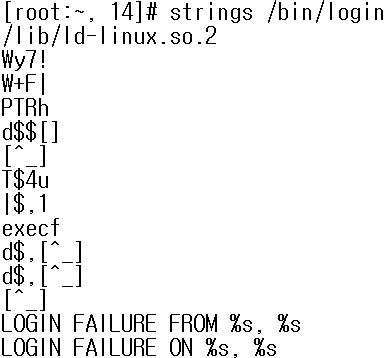 [root:~, 14]# strings /bin/login
/lib/ld-linux.so.2
Wy7!
W+F|
PTRh
d$$[]
[^_]
T$4u
|$,1
execf
d$,[^_]
d$,[^_]
[^_]
LOGIN FAILURE FROM %s, %s
LOGIN FAILURE ON %s, %s